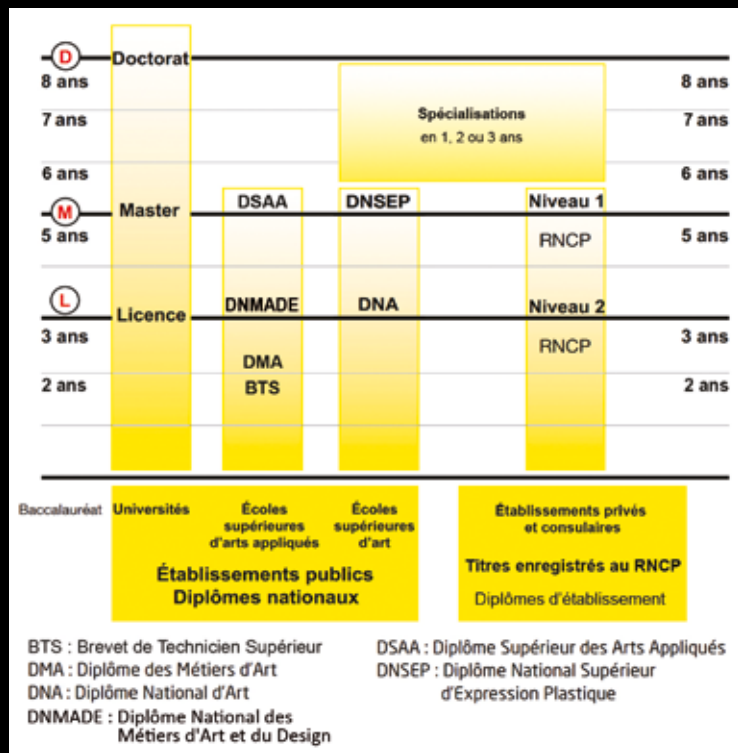 D Doctorat
8 ans 8 ans
Spécialisations
7 ans 7 ans
en 1, 2 ou 3 ans
6 ans 6 ans
DSAA DNSEP Niveau 1
M Master
5 ans RNCP 5 ans
L
DNMADE DNA Niveau 2
Licence
3 ans RNCP 3 ans
DMA
2 ans BTS 2 ans
Baccalauréat Universités Écoles
supérieures
d'arts appliqués
Écoles
supérieures
d'art
Établissements publics
Diplômes nationaux
Établissements privés
et consulaires
Titres enregistrés au RNCP
Diplômes d'établissement
BTS : Brevet de Technicien Supérieur
DMA : Diplôme des Métiers d'Art
DNA : Diplôme National d'Art
DNMADE : Diplôme National des
Métiers d'Art et du Design
DSAA : Diplôme Supérieur des Arts Appliqués
DNSEP : Diplôme National Supérieur
d'Expression Plastique